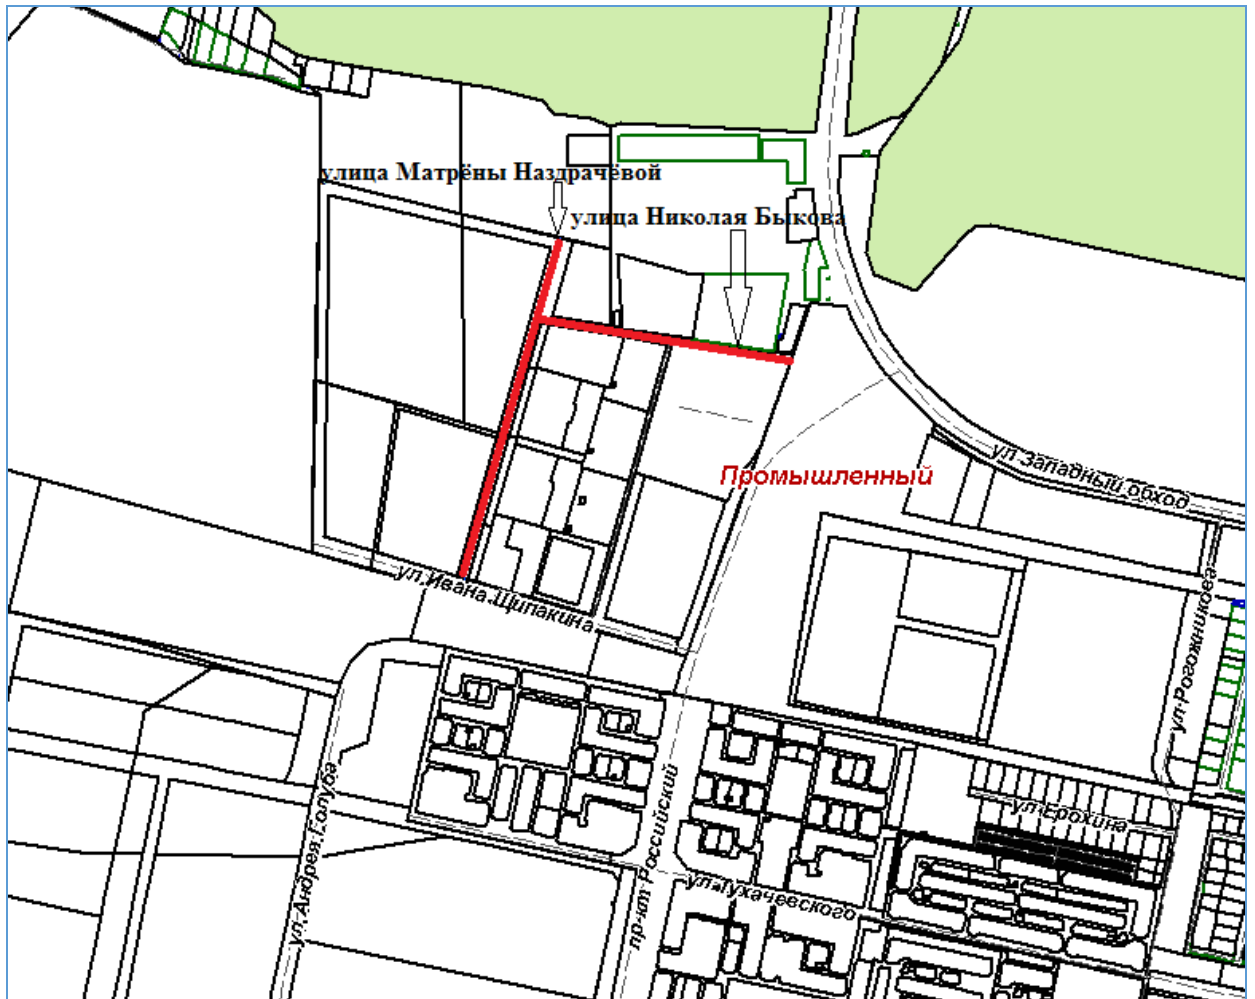 улица Матрёны Наздрачёвой
улица Николая Быкова
ул Западный обход
Промышленный
ул Ивана Щипакина
ул Рогожникова
ул Андрея Голуба
пр-кт Российский
ул Ерохина
ул Тухачевского